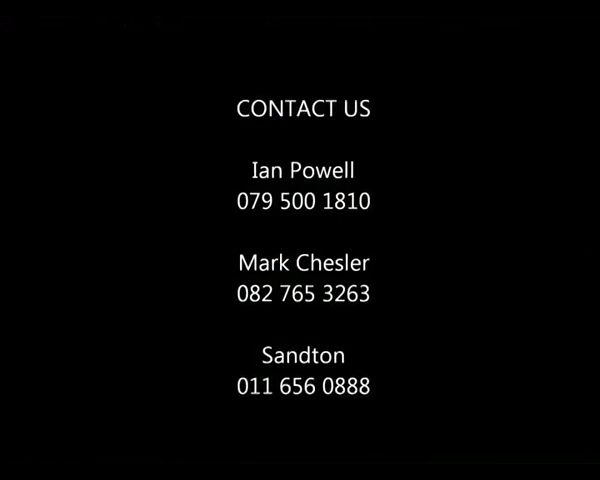 CONTACT US
Ian Powell
079 500 1810
Mark Chesler
082 765 3263
Sandton
011 656 0888